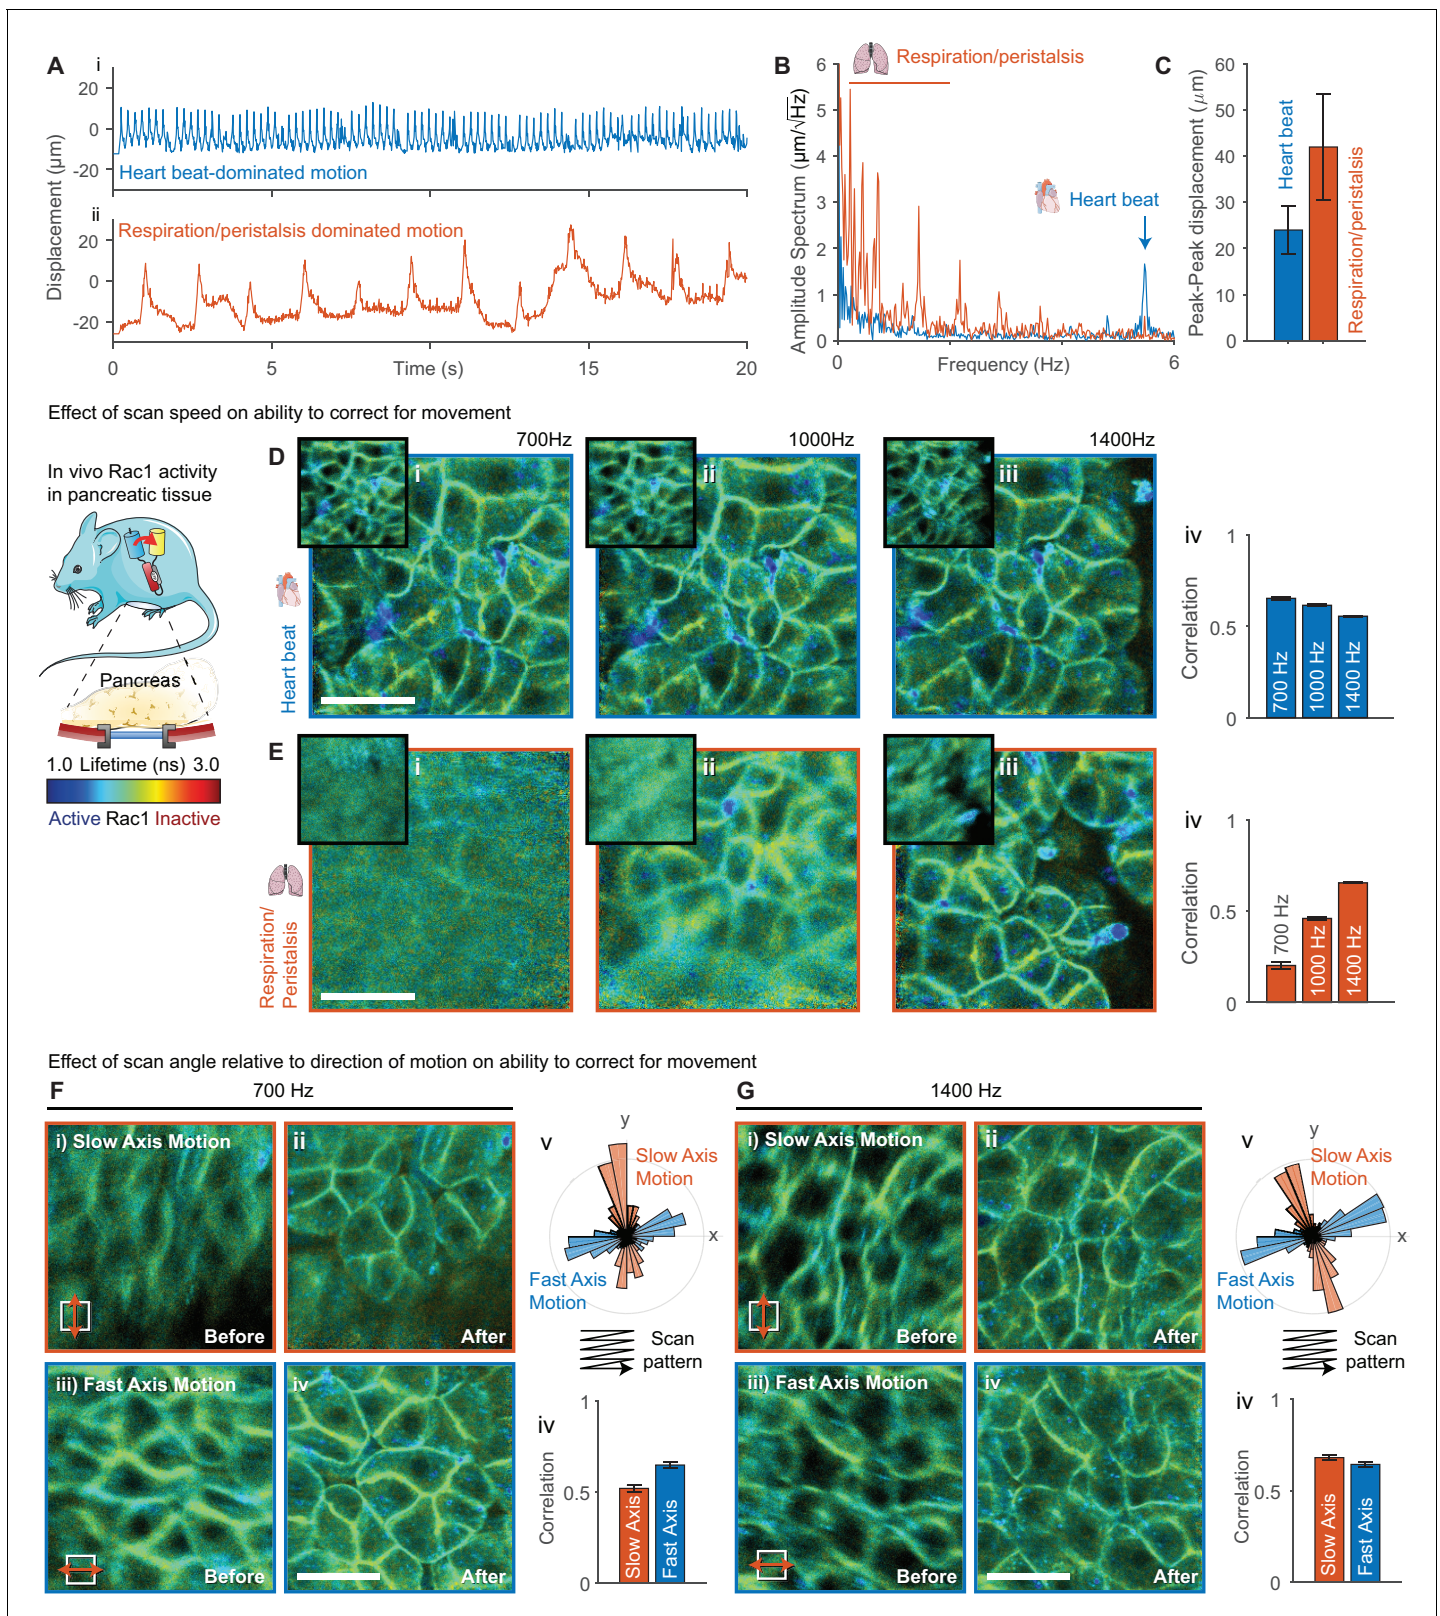 A
i
20
0
-20
Heart beat-dominated motion
ii
Respiration/peristalsis dominated motion
20
0
-20
Displacement (µm)
0
5
Time (s)
15
20
B
Respiration/peristalsis
6
5
4
3
2
1
0
Amplitude Spectrum (µm/√Hz)
Heart beat
0
Frequency (Hz)
6
C
60
50
40
30
20
10
0
Peak-Peak displacement (µm)
Heart beat
Respiration/peristalsis
Effect of scan speed on ability to correct for movement
In vivo Rac1 activity
in pancreatic tissue
Pancreas
1.0 Lifetime (ns) 3.0
Active Rac1 Inactive
D
700Hz
1000Hz
1400Hz
i
ii
iii
Heart beat
iv
1
0.5
0
Correlation
700 Hz
1000 Hz
1400 Hz
E
i
ii
iii
Respiration/
Peristalsis
iv
1
0.5
0
Correlation
700 Hz
1000 Hz
1400 Hz
Effect of scan angle relative to direction of motion on ability to correct for movement
F
700 Hz
i) Slow Axis Motion
Before
ii
After
iii) Fast Axis Motion
Before
iv
After
v
y
x
Slow Axis
Motion
Fast Axis
Motion
Scan
pattern
iv
1
0.5
0
Correlation
Slow Axis
Fast Axis
G
1400 Hz
i) Slow Axis Motion
Before
ii
After
iii) Fast Axis Motion
Before
iv
After
v
y
x
Slow Axis
Motion
Fast Axis
Motion
Scan
pattern
iv
1
0.5
0
Correlation
Slow Axis
Fast Axis